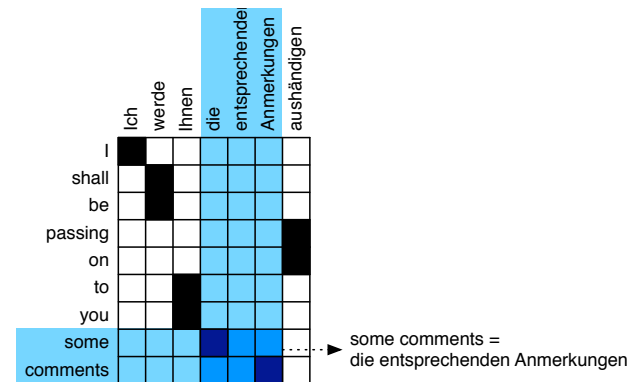 Ich
werde
Ihnen
die
entsprechenden
Anmerkungen
aushändigen
I
shall
be
passing
on
to
you
some
comments
some comments =
die entsprechenden Anmerkungen